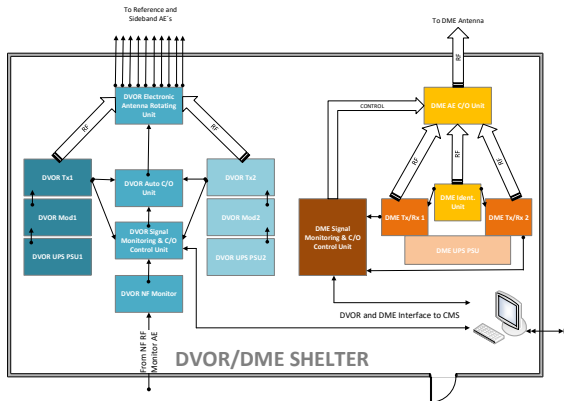 To Reference and
Sideband AE's
To DME Antenna
RF
DVOR Electronic
Antenna Rotating
Unit
DME AE C/O Unit
CONTROL
RF
RF
RF
RF
RF
DVOR Tx1
DVOR Auto C/O
Unit
DVOR Tx2
DME Ident.
Unit
DVOR Mod1
DVOR Signal
Monitoring & C/O
Control Unit
DVOR Mod2
DME Signal
Monitoring & C/O
Control Unit
DME Tx/Rx 1
DME Tx/Rx 2
DVOR UPS PSU1
DVOR UPS PSU2
DME UPS PSU
DVOR NF Monitor
DVOR and DME Interface to CMS
From NF RF
Monitor AE
DVOR/DME SHELTER